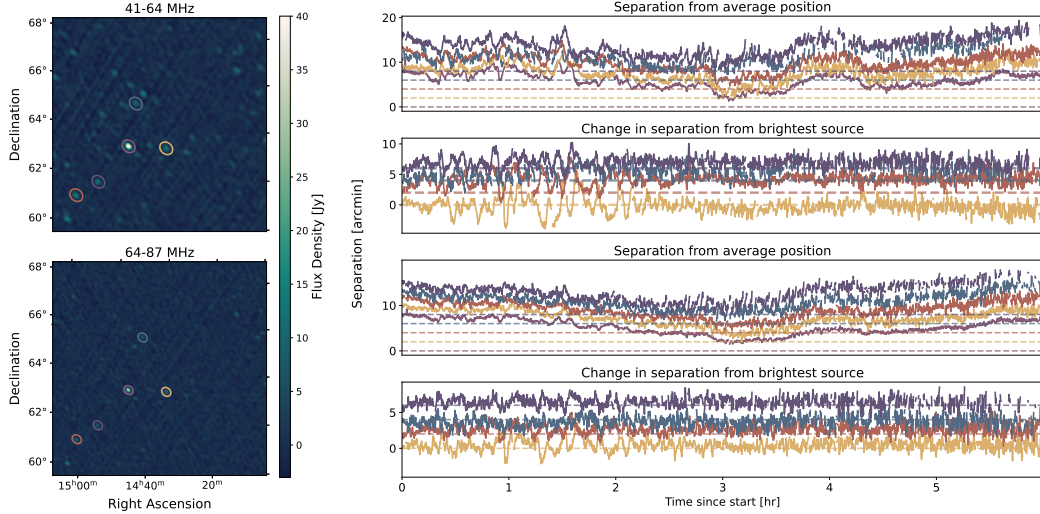 41-64 MHz
68°
66°
64°
62°
60°
Declination
64-87 MHz
68°
66°
64°
62°
60°
Declination
15ʰ00ᵐ 14ʰ40ᵐ 20ᵐ
Right Ascension
40
35
30
25
20
15
10
5
0
Flux Density [Jy]
Separation [arcmin]
Separation from average position
20
10
0
Change in separation from brightest source
10
5
0
Separation from average position
10
0
Change in separation from brightest source
5
0
0 1 2 3 4 5
Time since start [hr]